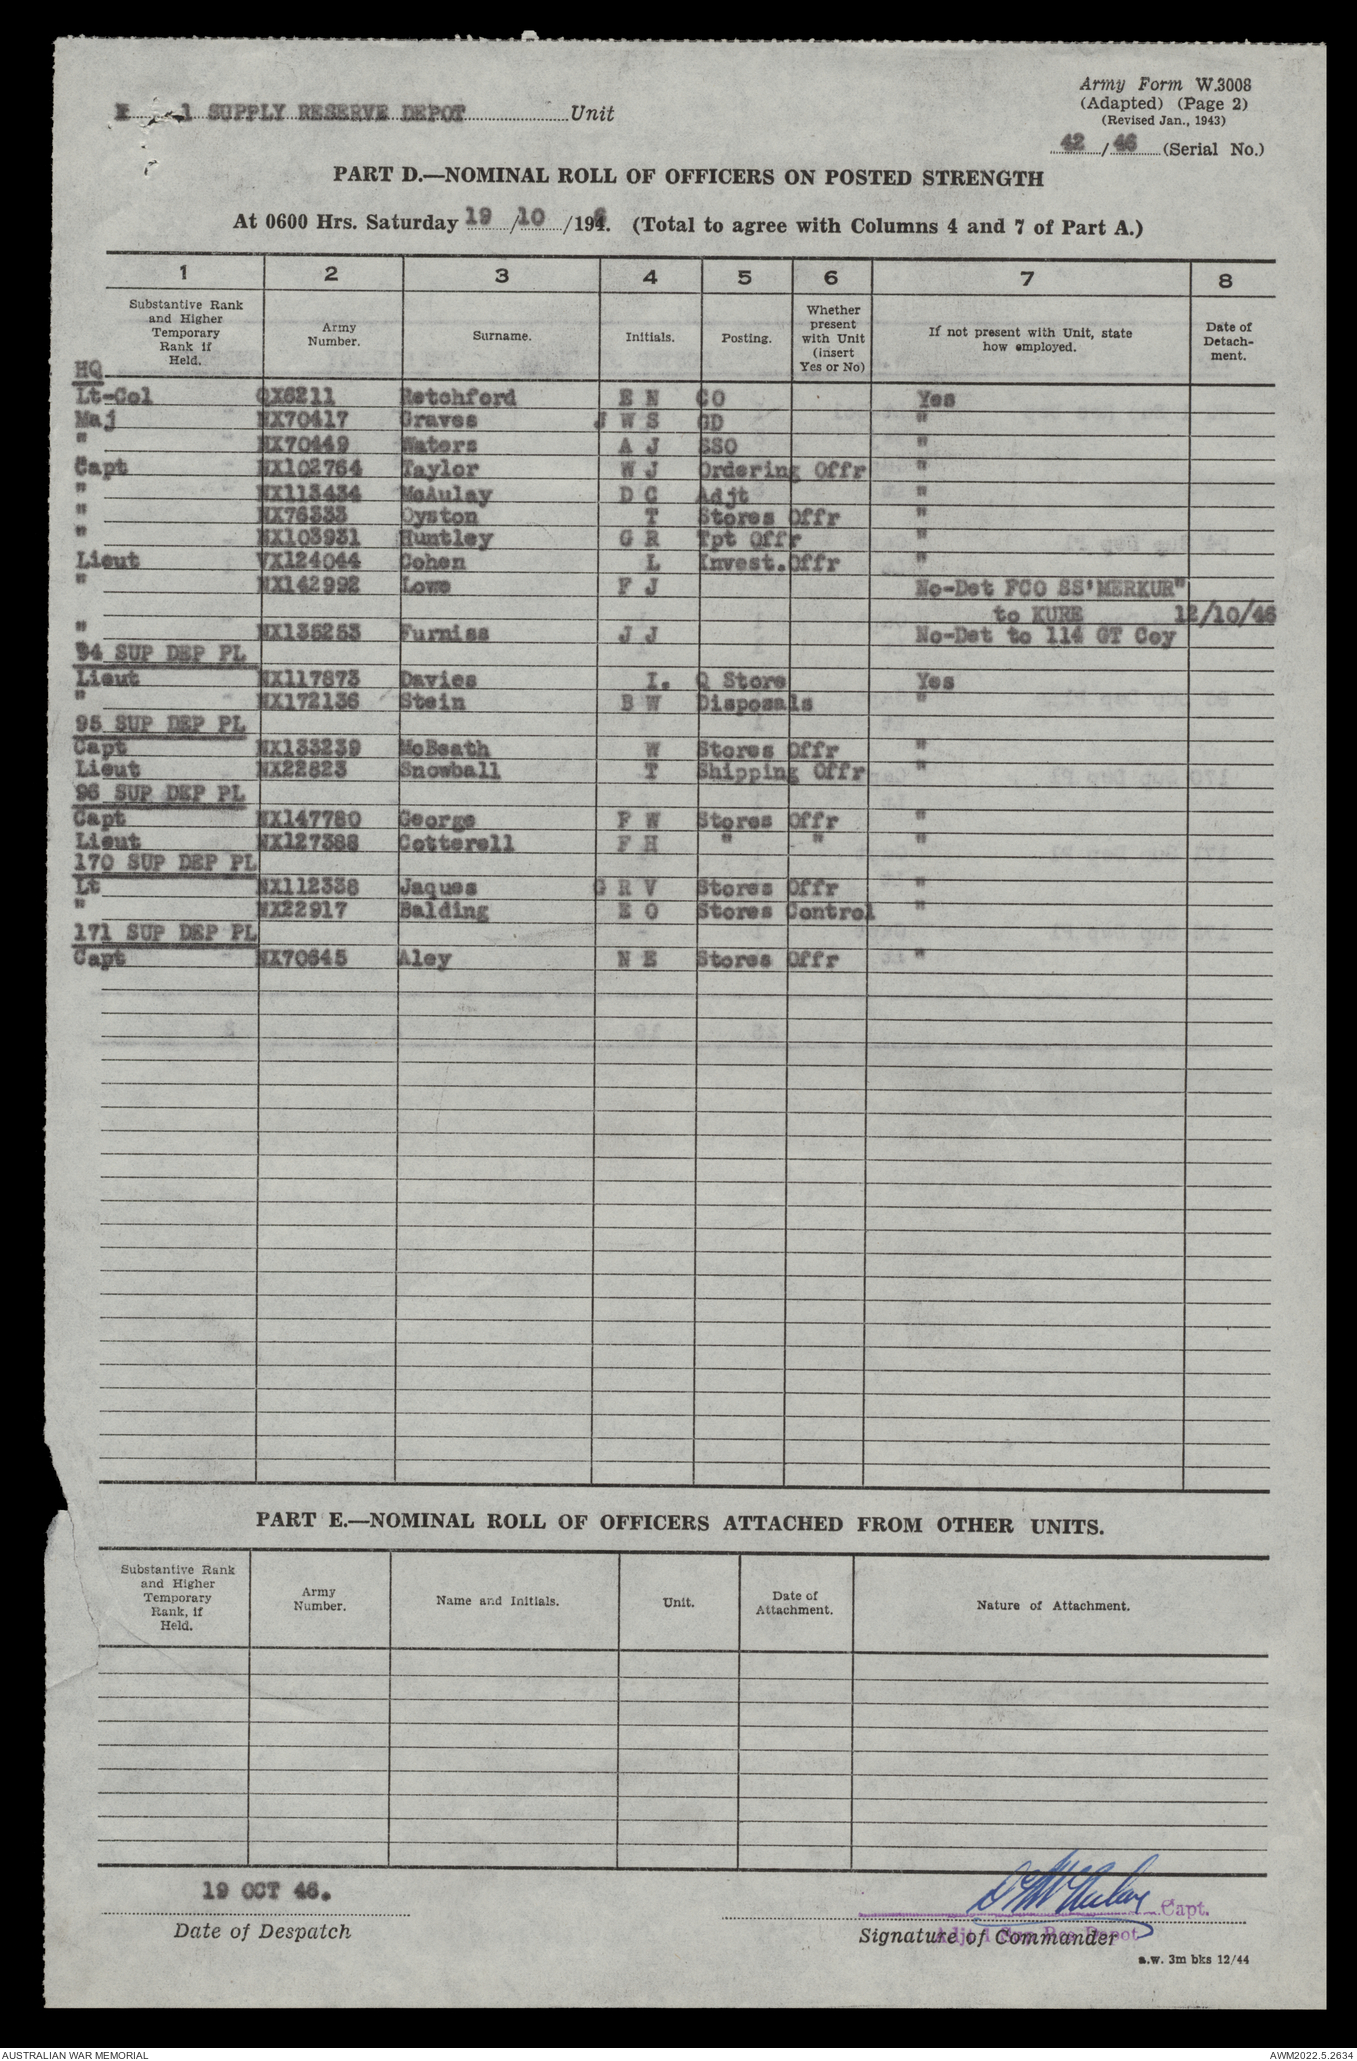 1 SUPPLY RESERVE DEPOT Unit
Army Form W.3008
(Adapted) (Page 2)
(Revised Jan., 1943)
42 / 46 (Serial No.)
PART D.—NOMINAL ROLL OF OFFICERS ON POSTED STRENGTH
At 0600 Hrs. Saturday 19 /10 /1946. (Total to agree with Columns 4 and 7 of Part A.)
1 2 3 4 5 6 7 8
Substantive Rank and Higher Temporary Rank if Held. Army Number. Surname. Initials. Posting. Whether present with Unit (insert Yes or No) If not present with Unit, state how employed. Date of Detach-ment.
HQ
Lt-Col QX6211 Retchford E N CO Yes
Maj NX70417 Graves J W S GD "
" NX70449 Waters A J SSO "
Capt NX102764 Taylor W J Ordering Offr "
" NX113434 McAulay D C Adjt "
" NX76333 Oyston T Stores Offr "
" NX103931 Huntley G R Tpt Offr "
Lieut VX124044 Cohen L Invest.Offr "
" NX142992 Lowe F J No-Det FCO SS'MERKUR"
to KURE 12/10/46
" NX135253 Furniss J J No-Det to 114 GT Coy
94 SUP DEP PL
Lieut NX117873 Davies I. Q Store Yes
" NX172136 Stein B W Disposals "
95 SUP DEP PL
Capt NX133239 McBeath W Stores Offr "
Lieut NX22823 Snowball T Shipping Offr "
96 SUP DEP PL
Capt NX147780 George F W Stores Offr "
Lieut NX127388 Cotterell F H " " "
170 SUP DEP PL
Lt NX112338 Jaques G R V Stores Offr "
" NX22917 Balding E O Stores Control "
171 SUP DEP PL
Capt NX70645 Aley N E Stores Offr "
PART E.—NOMINAL ROLL OF OFFICERS ATTACHED FROM OTHER UNITS.
Substantive Rank and Higher Temporary Rank, if Held. Army Number. Name and Initials. Unit. Date of Attachment. Nature of Attachment.
19 OCT 46.
Date of Despatch
D C McAulay Capt.
Adjt 1 Sup Res Depot
Signature of Commander
a.w. 3m bks 12/44
AUSTRALIAN WAR MEMORIAL
AWM2022.5.2634